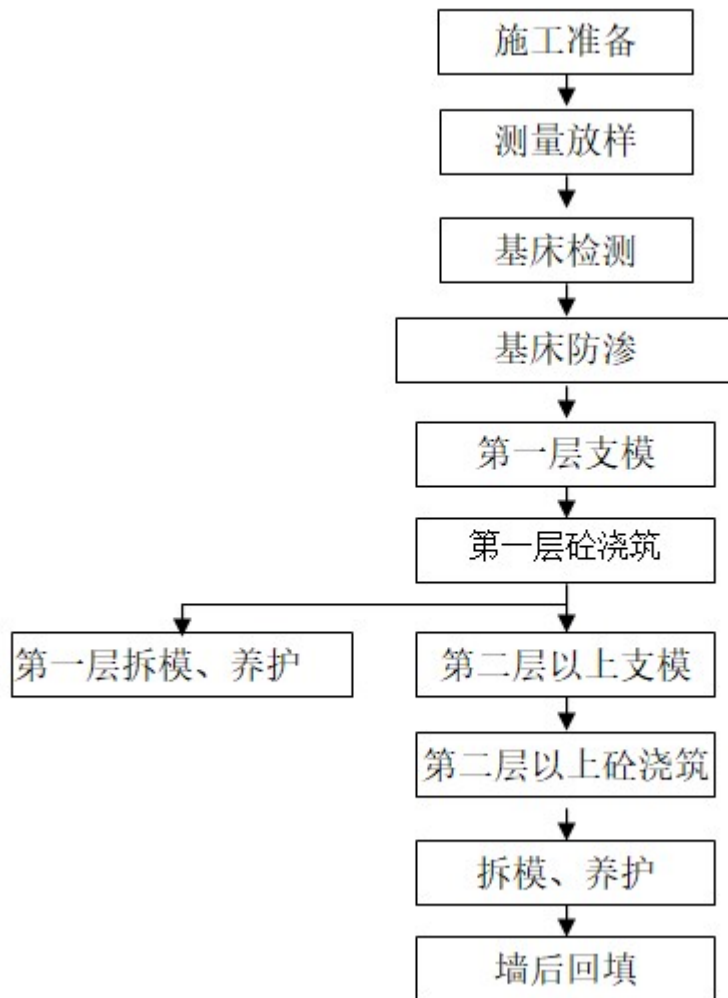 施工准备
测量放样
基床检测
基床防渗
第一层支模
第一层砼浇筑
第一层拆模、养护
第二层以上支模
第二层以上砼浇筑
拆模、养护
墙后回填